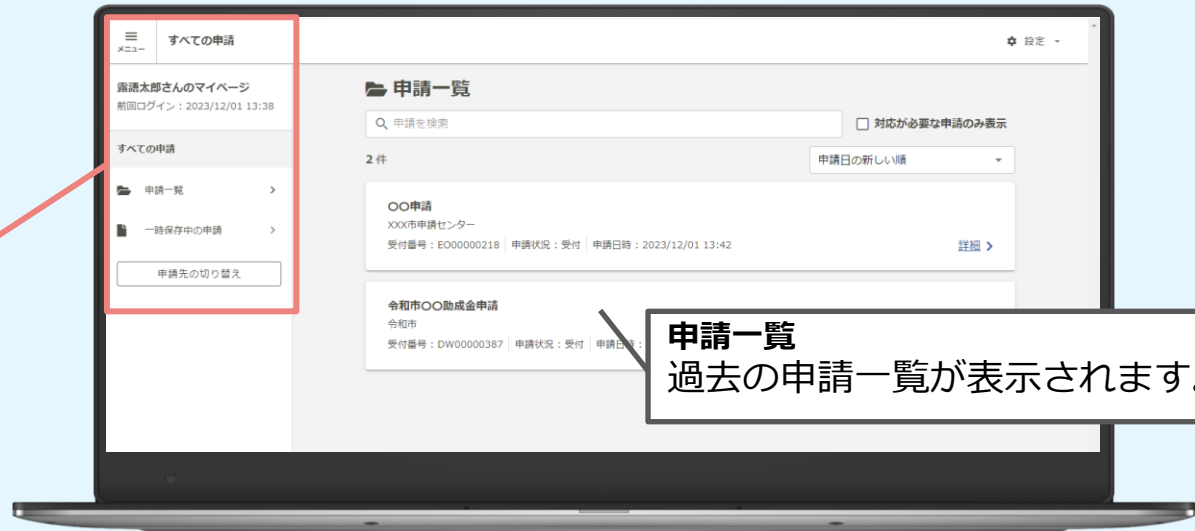 メニュー
すべての申請
設定
露語太郎さんのマイページ
前回ログイン：2023/12/01 13:38
すべての申請
申請一覧
一時保存中の申請
申請先の切り替え
申請一覧
申請を検索
対応が必要な申請のみ表示
2 件
申請日の新しい順
〇〇申請
XXX市申請センター
受付番号：EO00000218 申請状況：受付 申請日時：2023/12/01 13:42
詳細
令和市〇〇助成金申請
令和市
受付番号：DW00000387 申請状況：受付 申請日時：
申請一覧
過去の申請一覧が表示されます。